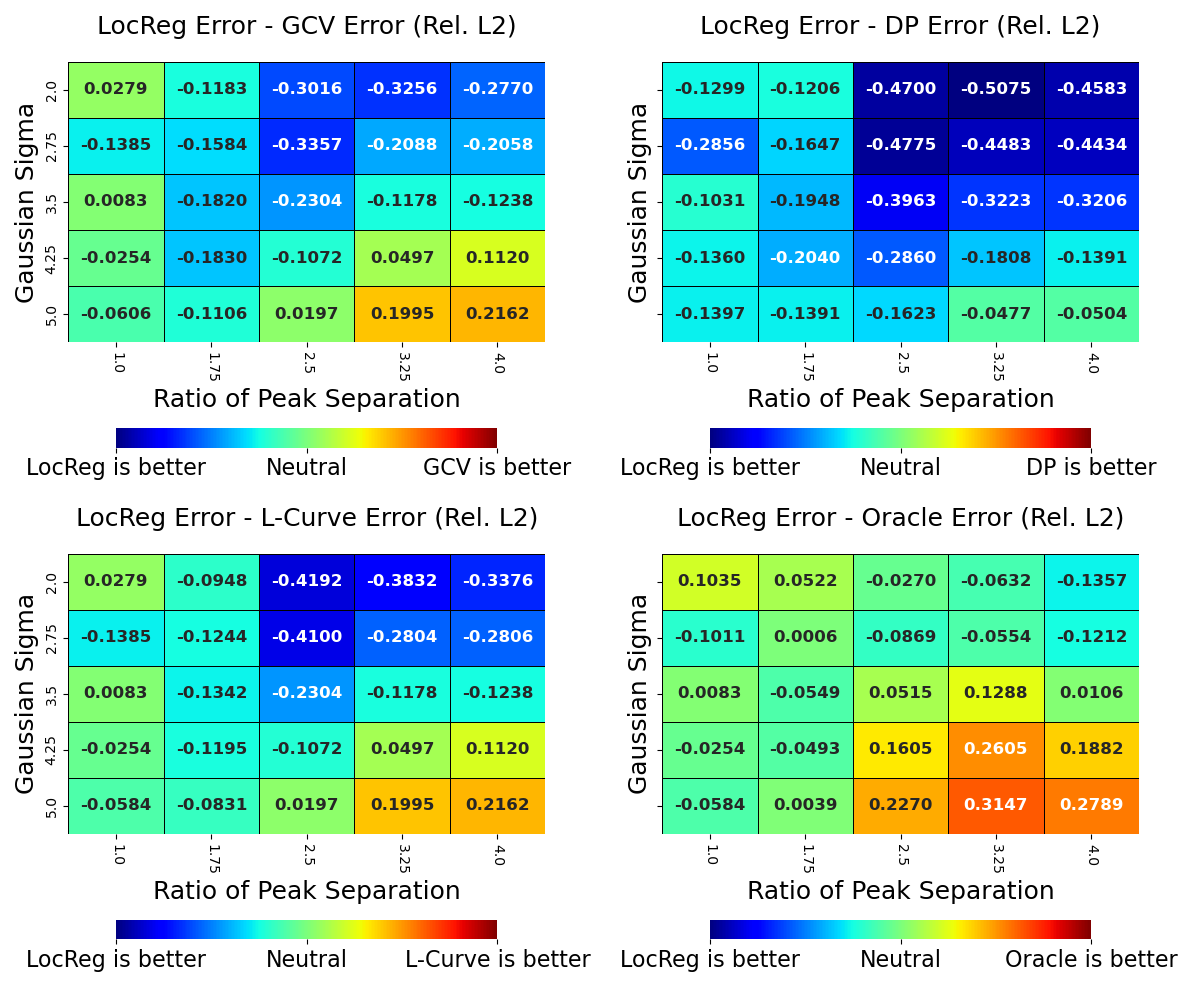 LocReg Error - GCV Error (Rel. L2)
Gaussian Sigma
2.0 0.0279 -0.1183 -0.3016 -0.3256 -0.2770
2.75 -0.1385 -0.1584 -0.3357 -0.2088 -0.2058
3.5 0.0083 -0.1820 -0.2304 -0.1178 -0.1238
4.25 -0.0254 -0.1830 -0.1072 0.0497 0.1120
5.0 -0.0606 -0.1106 0.0197 0.1995 0.2162
1.0 1.75 2.5 3.25 4.0
Ratio of Peak Separation
LocReg is better Neutral GCV is better
LocReg Error - DP Error (Rel. L2)
Gaussian Sigma
-0.1299 -0.1206 -0.4700 -0.5075 -0.4583
-0.2856 -0.1647 -0.4775 -0.4483 -0.4434
-0.1031 -0.1948 -0.3963 -0.3223 -0.3206
-0.1360 -0.2040 -0.2860 -0.1808 -0.1391
-0.1397 -0.1391 -0.1623 -0.0477 -0.0504
1.0 1.75 2.5 3.25 4.0
Ratio of Peak Separation
LocReg is better Neutral DP is better
LocReg Error - L-Curve Error (Rel. L2)
Gaussian Sigma
2.0 0.0279 -0.0948 -0.4192 -0.3832 -0.3376
2.75 -0.1385 -0.1244 -0.4100 -0.2804 -0.2806
3.5 0.0083 -0.1342 -0.2304 -0.1178 -0.1238
4.25 -0.0254 -0.1195 -0.1072 0.0497 0.1120
5.0 -0.0584 -0.0831 0.0197 0.1995 0.2162
1.0 1.75 2.5 3.25 4.0
Ratio of Peak Separation
LocReg is better Neutral L-Curve is better
LocReg Error - Oracle Error (Rel. L2)
Gaussian Sigma
0.1035 0.0522 -0.0270 -0.0632 -0.1357
-0.1011 0.0006 -0.0869 -0.0554 -0.1212
0.0083 -0.0549 0.0515 0.1288 0.0106
-0.0254 -0.0493 0.1605 0.2605 0.1882
-0.0584 0.0039 0.2270 0.3147 0.2789
1.0 1.75 2.5 3.25 4.0
Ratio of Peak Separation
LocReg is better Neutral Oracle is better